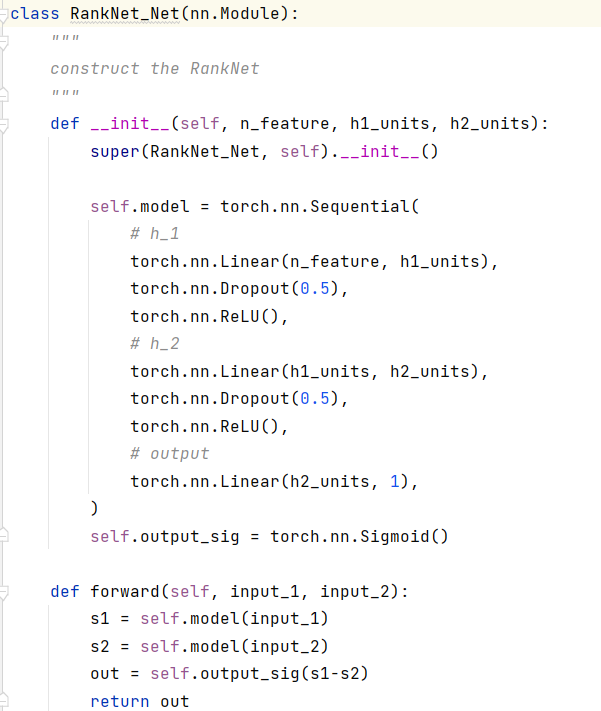 class RankNet_Net(nn.Module):
    """
    construct the RankNet
    """
    def __init__(self, n_feature, h1_units, h2_units):
        super(RankNet_Net, self).__init__()

        self.model = torch.nn.Sequential(
            # h_1
            torch.nn.Linear(n_feature, h1_units),
            torch.nn.Dropout(0.5),
            torch.nn.ReLU(),
            # h_2
            torch.nn.Linear(h1_units, h2_units),
            torch.nn.Dropout(0.5),
            torch.nn.ReLU(),
            # output
            torch.nn.Linear(h2_units, 1),
        )
        self.output_sig = torch.nn.Sigmoid()

    def forward(self, input_1, input_2):
        s1 = self.model(input_1)
        s2 = self.model(input_2)
        out = self.output_sig(s1-s2)
        return out